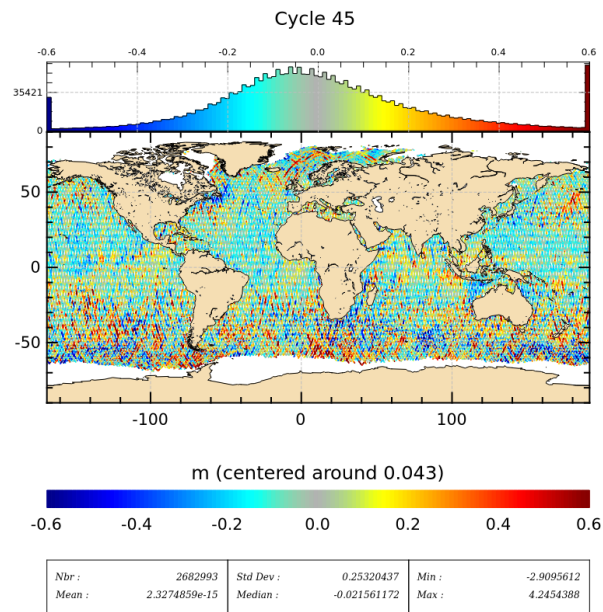 Cycle 45
-0.6 -0.4 -0.2 0.0 0.2 0.4 0.6
35421
0
50
0
-50
-100 0 100
m (centered around 0.043)
-0.6 -0.4 -0.2 0.0 0.2 0.4 0.6
Nbr : 2682993 Std Dev : 0.25320437 Min : -2.9095612
Mean : 2.3274859e-15 Median : -0.021561172 Max : 4.2454388